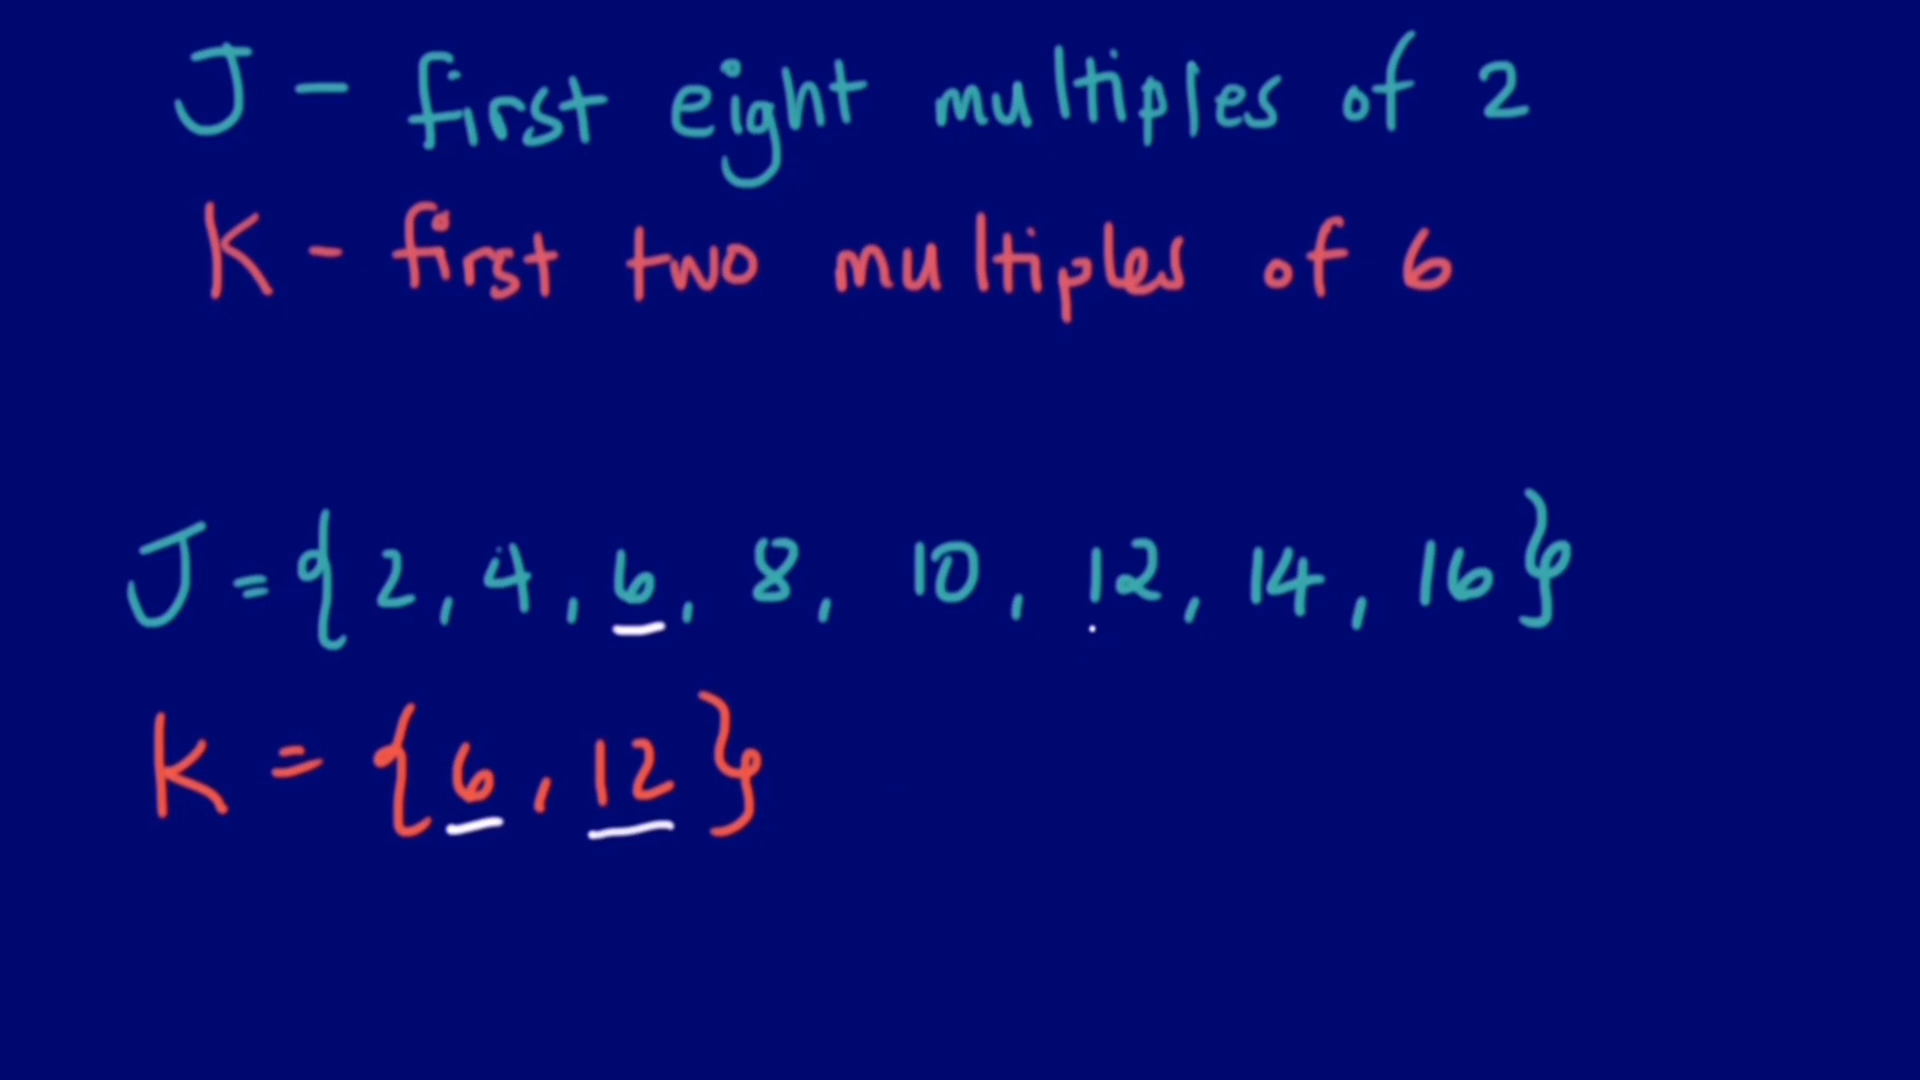 J - first eight multiples of 2
K - first two multiples of 6
J = {2, 4, 6, 8, 10, 12, 14, 16}
K = {6, 12}